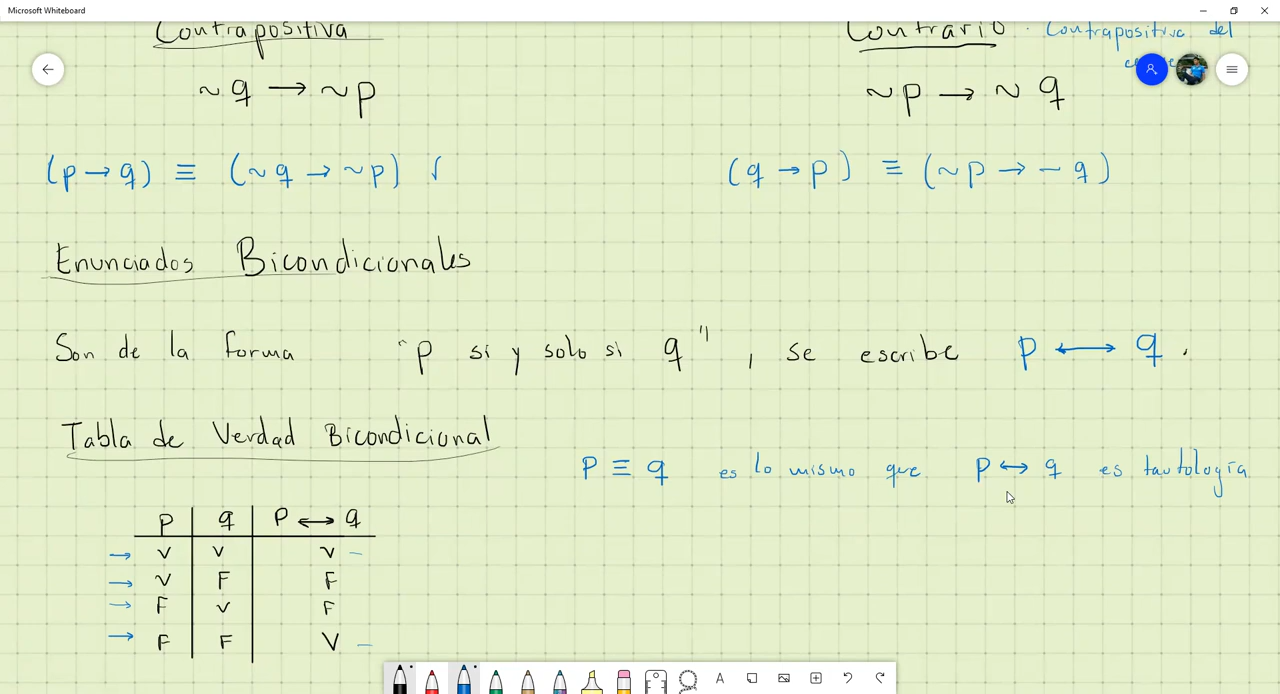 Microsoft Whiteboard
Contrapositiva
Contrario . Contrapositiva del
~q → ~p
~p → ~q
(p → q) ≡ (~q → ~p) √
(q → p) ≡ (~p → ~q)
Enunciados Bicondicionales
Son de la forma "p si y solo si q", se escribe p ↔ q.
Tabla de Verdad Bicondicional
P ≡ q es lo mismo que p ↔ q es tautología
P q P ↔ q
→ V V V –
→ V F F
→ F V F
→ F F V –
A